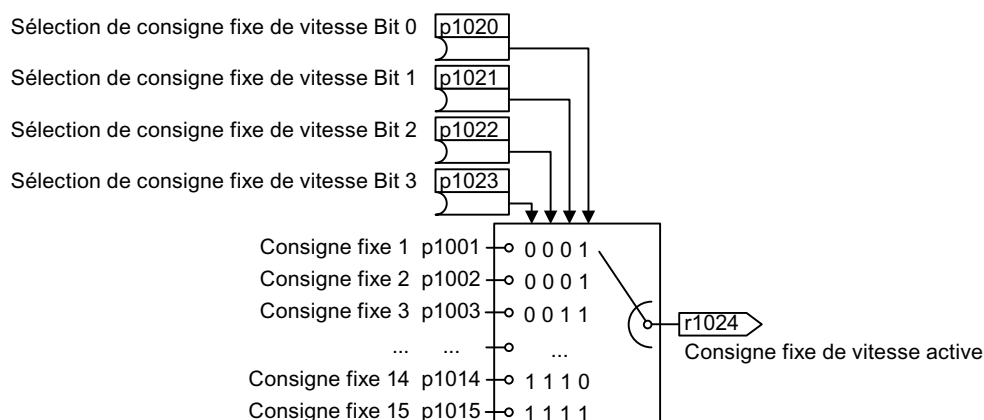 Sélection de consigne fixe de vitesse Bit 0 p1020
Sélection de consigne fixe de vitesse Bit 1 p1021
Sélection de consigne fixe de vitesse Bit 2 p1022
Sélection de consigne fixe de vitesse Bit 3 p1023
Consigne fixe 1 p1001 0 0 0 1
Consigne fixe 2 p1002 0 0 0 1
Consigne fixe 3 p1003 0 0 1 1
r1024
Consigne fixe de vitesse active
... ... ...
Consigne fixe 14 p1014 1 1 1 0
Consigne fixe 15 p1015 1 1 1 1